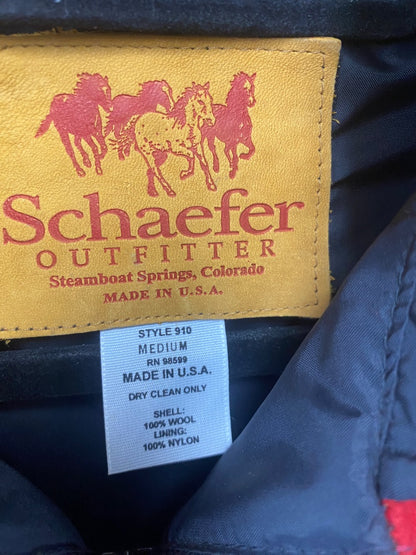 Schaefer
OUTFITTER
Steamboat Springs, Colorado
MADE IN U.S.A.
STYLE 910
MEDIUM
RN 98599
MADE IN U.S.A.
DRY CLEAN ONLY
SHELL:
100% WOOL
LINING:
100% NYLON